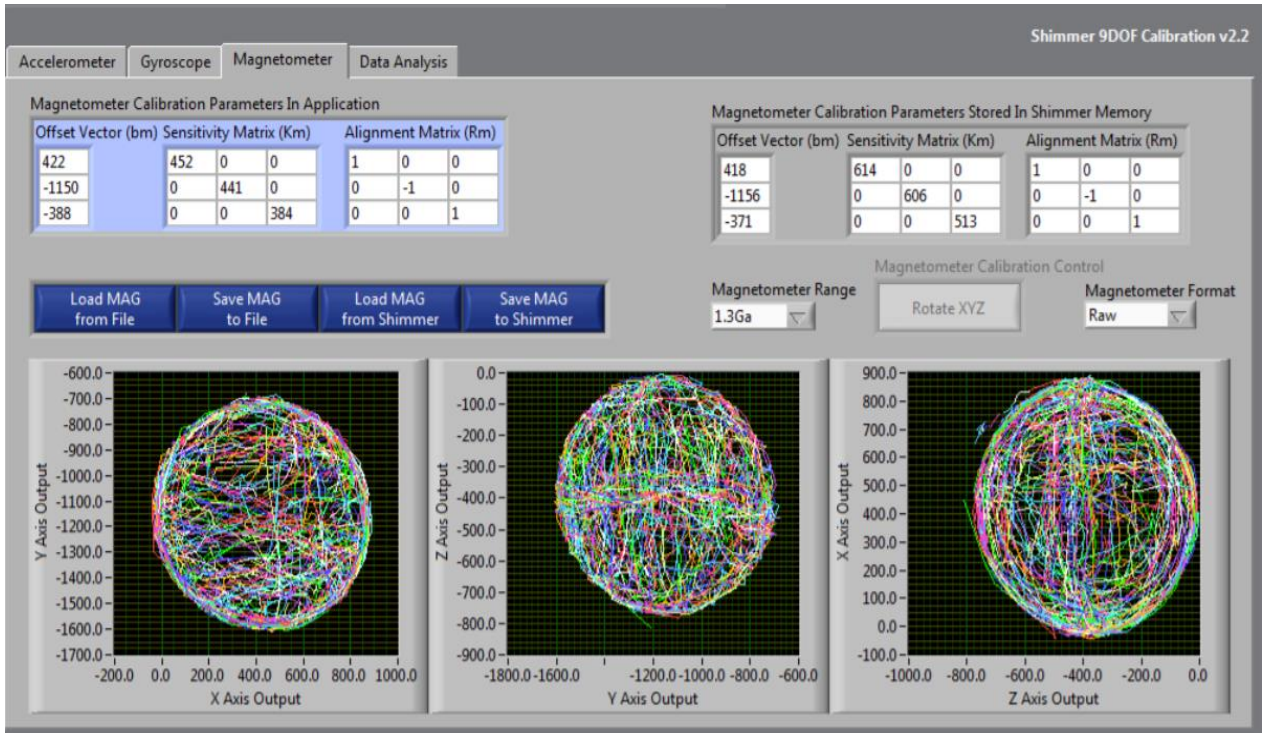 Shimmer 9DOF Calibration v2.2
Accelerometer Gyroscope Magnetometer Data Analysis
Magnetometer Calibration Parameters In Application
Offset Vector (bm) Sensitivity Matrix (Km) Alignment Matrix (Rm)
422 452 0 0 1 0 0
-1150 0 441 0 0 -1 0
-388 0 0 384 0 0 1
Magnetometer Calibration Parameters Stored In Shimmer Memory
Offset Vector (bm) Sensitivity Matrix (Km) Alignment Matrix (Rm)
418 614 0 0 1 0 0
-1156 0 606 0 0 -1 0
-371 0 0 513 0 0 1
Load MAG
from File
Save MAG
to File
Load MAG
from Shimmer
Save MAG
to Shimmer
Magnetometer Range
1.3Ga
Magnetometer Calibration Control
Rotate XYZ
Magnetometer Format
Raw
Y Axis Output
-600.0
-700.0
-800.0
-900.0
-1000.0
-1100.0
-1200.0
-1300.0
-1400.0
-1500.0
-1600.0
-1700.0
-200.0 0.0 200.0 400.0 600.0 800.0 1000.0
X Axis Output
Z Axis Output
0.0
-100.0
-200.0
-300.0
-400.0
-500.0
-600.0
-700.0
-800.0
-900.0
-1800.0 -1600.0 -1200.0 -1000.0 -800.0 -600.0
Y Axis Output
X Axis Output
900.0
800.0
700.0
600.0
500.0
400.0
300.0
200.0
100.0
0.0
-100.0
-1000.0 -800.0 -600.0 -400.0 -200.0 0.0
Z Axis Output